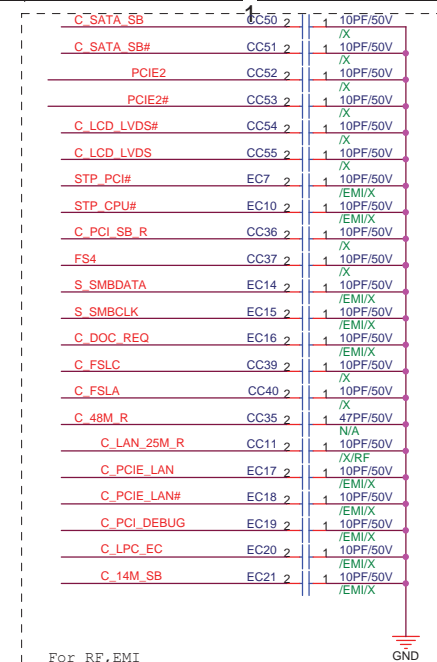 1
C_SATA_SB CC50 2 1 10PF/50V
/X
C_SATA_SB# CC51 2 1 10PF/50V
/X
PCIE2 CC52 2 1 10PF/50V
/X
PCIE2# CC53 2 1 10PF/50V
/X
C_LCD_LVDS# CC54 2 1 10PF/50V
/X
C_LCD_LVDS CC55 2 1 10PF/50V
/X
STP_PCI# EC7 2 1 10PF/50V
/EMI/X
STP_CPU# EC10 2 1 10PF/50V
/EMI/X
C_PCI_SB_R CC36 2 1 10PF/50V
/X
FS4 CC37 2 1 10PF/50V
/X
S_SMBDATA EC14 2 1 10PF/50V
/EMI/X
S_SMBCLK EC15 2 1 10PF/50V
/EMI/X
C_DOC_REQ EC16 2 1 10PF/50V
/EMI/X
C_FSLC CC39 2 1 10PF/50V
/X
C_FSLA CC40 2 1 10PF/50V
/X
C_48M_R CC35 2 1 47PF/50V
N/A
C_LAN_25M_R CC11 2 1 10PF/50V
/X/RF
C_PCIE_LAN EC17 2 1 10PF/50V
/EMI/X
C_PCIE_LAN# EC18 2 1 10PF/50V
/EMI/X
C_PCI_DEBUG EC19 2 1 10PF/50V
/EMI/X
C_LPC_EC EC20 2 1 10PF/50V
/EMI/X
C_14M_SB EC21 2 1 10PF/50V
/EMI/X
For RF,EMI GND